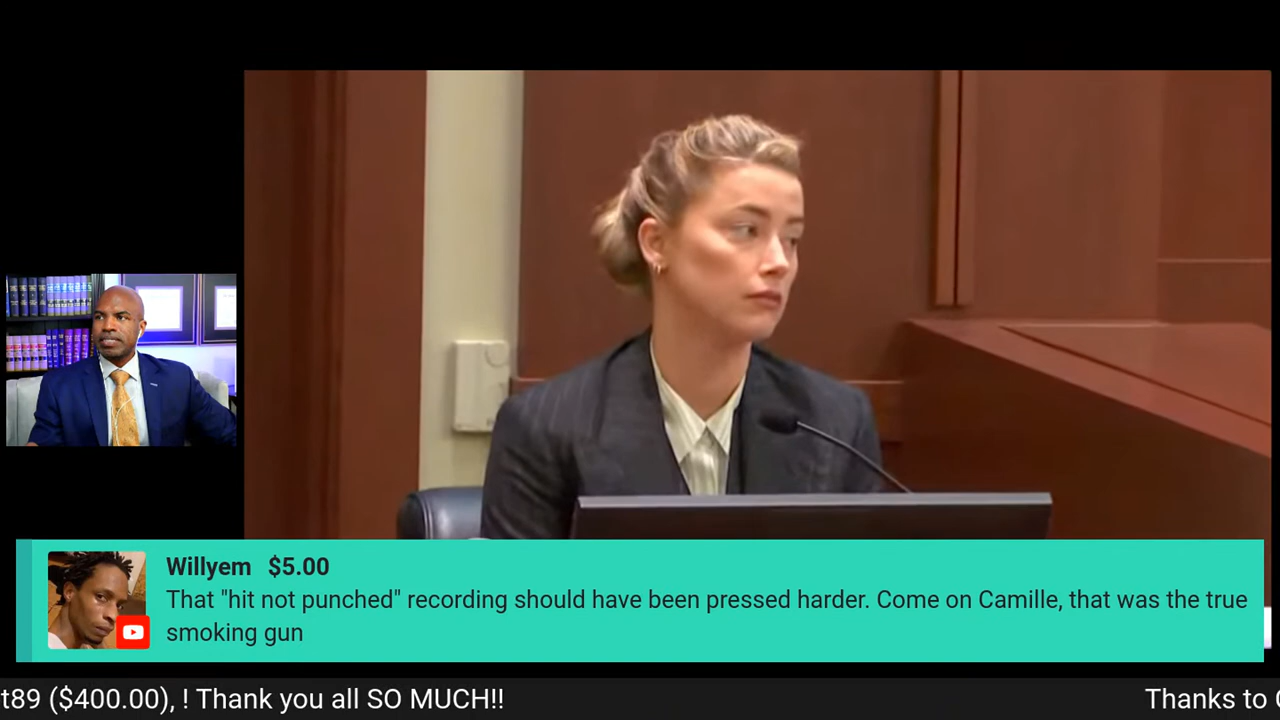 Willyem $5.00
That "hit not punched" recording should have been pressed harder. Come on Camille, that was the true
smoking gun
t89 ($400.00), ! Thank you all SO MUCH!! Thanks to